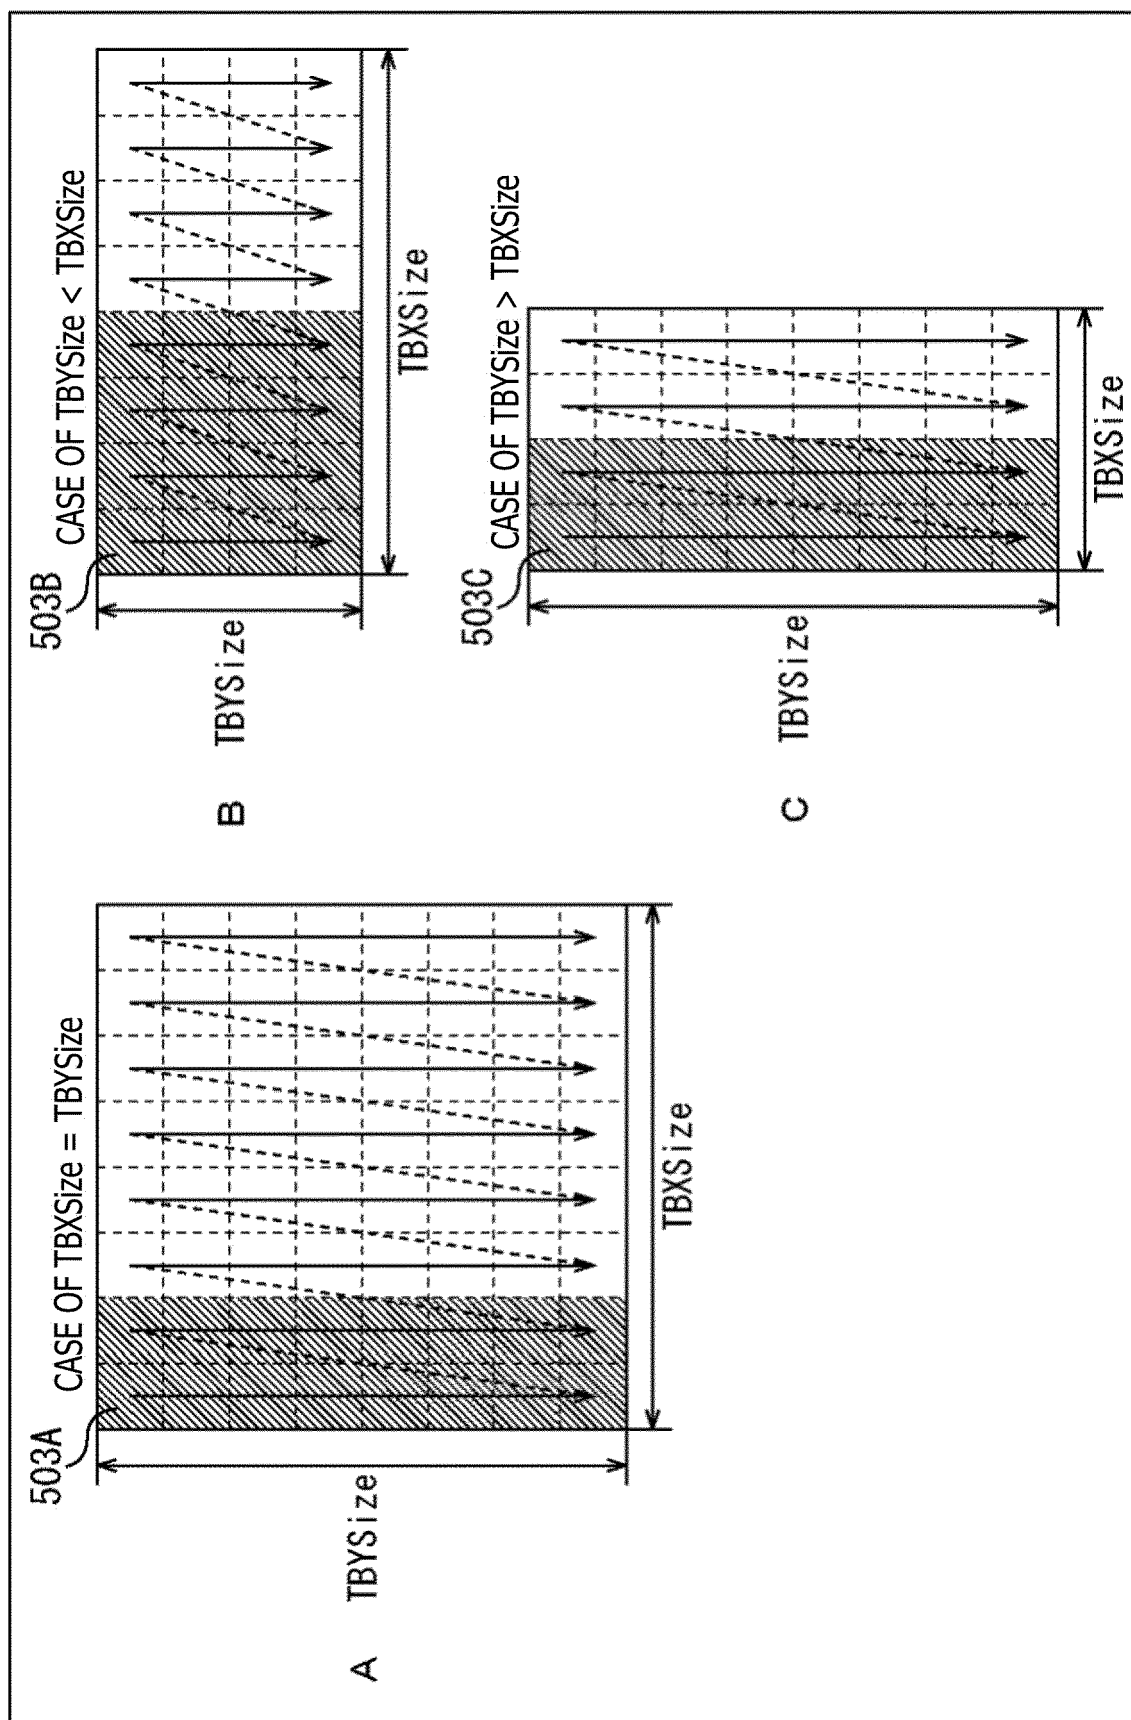 A
CASE OF TBXSize = TBYSize
503A
TBYSize
TBXSize
B
CASE OF TBYSize < TBXSize
503B
TBYSize
TBXSize
C
CASE OF TBYSize > TBXSize
503C
TBYSize
TBXSize